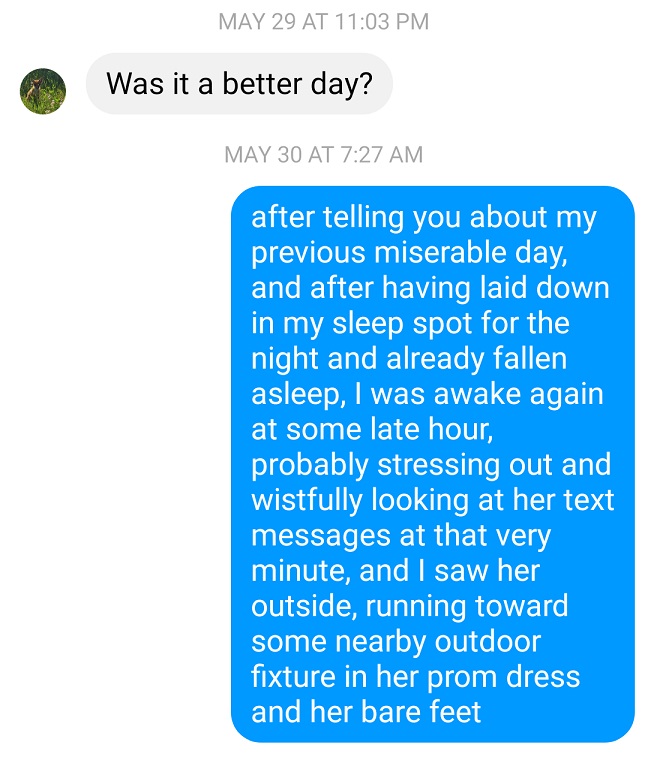 MAY 29 AT 11:03 PM
Was it a better day?
MAY 30 AT 7:27 AM
after telling you about my
previous miserable day,
and after having laid down
in my sleep spot for the
night and already fallen
asleep, I was awake again
at some late hour,
probably stressing out and
wistfully looking at her text
messages at that very
minute, and I saw her
outside, running toward
some nearby outdoor
fixture in her prom dress
and her bare feet